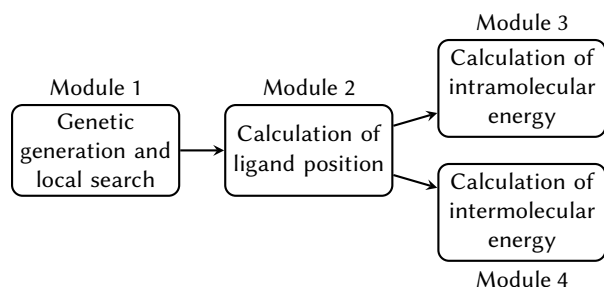 Module 1
Genetic
generation and
local search
Module 2
Calculation of
ligand position
Module 3
Calculation of
intramolecular
energy
Calculation of
intermolecular
energy
Module 4